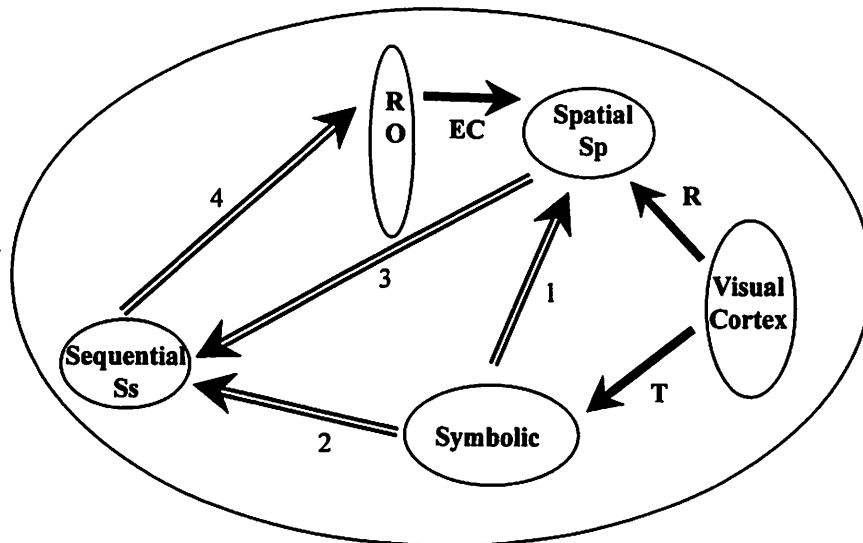 R
O
EC
Spatial
Sp
4
R
3
1
Visual
Cortex
Sequential
Ss
T
2
Symbolic